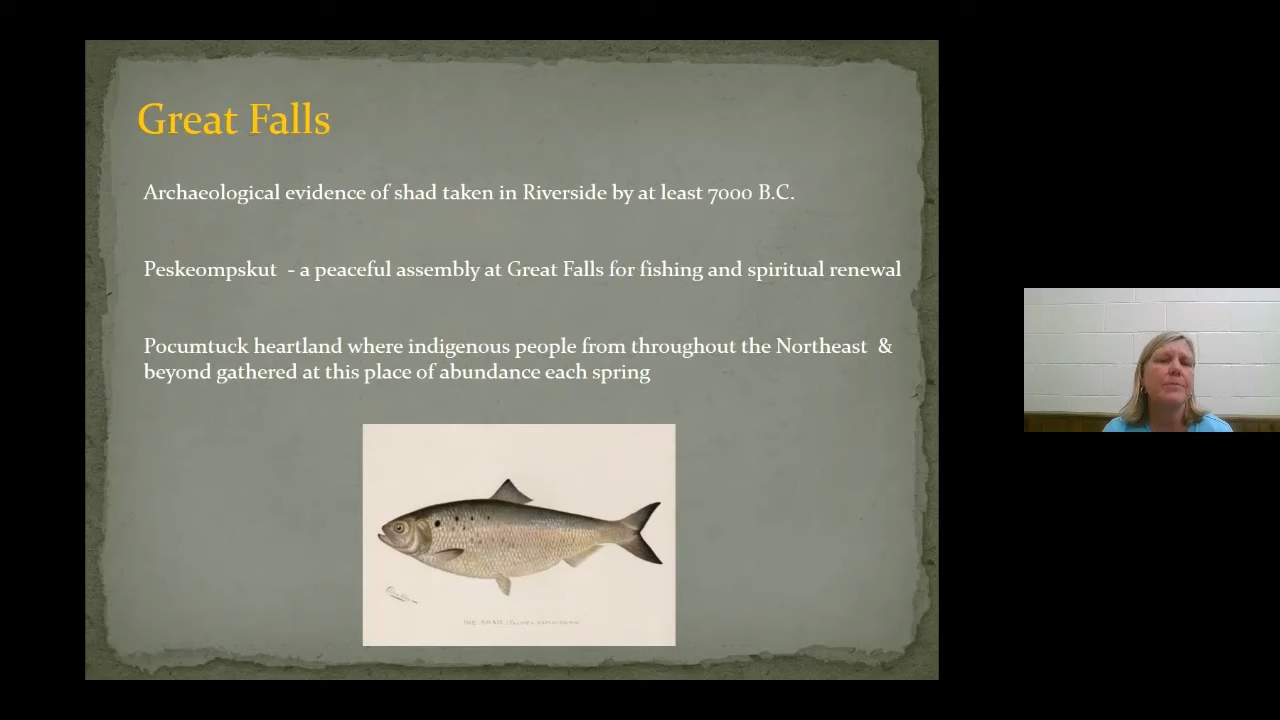 Great Falls
Archaeological evidence of shad taken in Riverside by at least 7000 B.C.
Peskeompskut - a peaceful assembly at Great Falls for fishing and spiritual renewal
Pocumtuck heartland where indigenous people from throughout the Northeast &
beyond gathered at this place of abundance each spring
THE SHAD